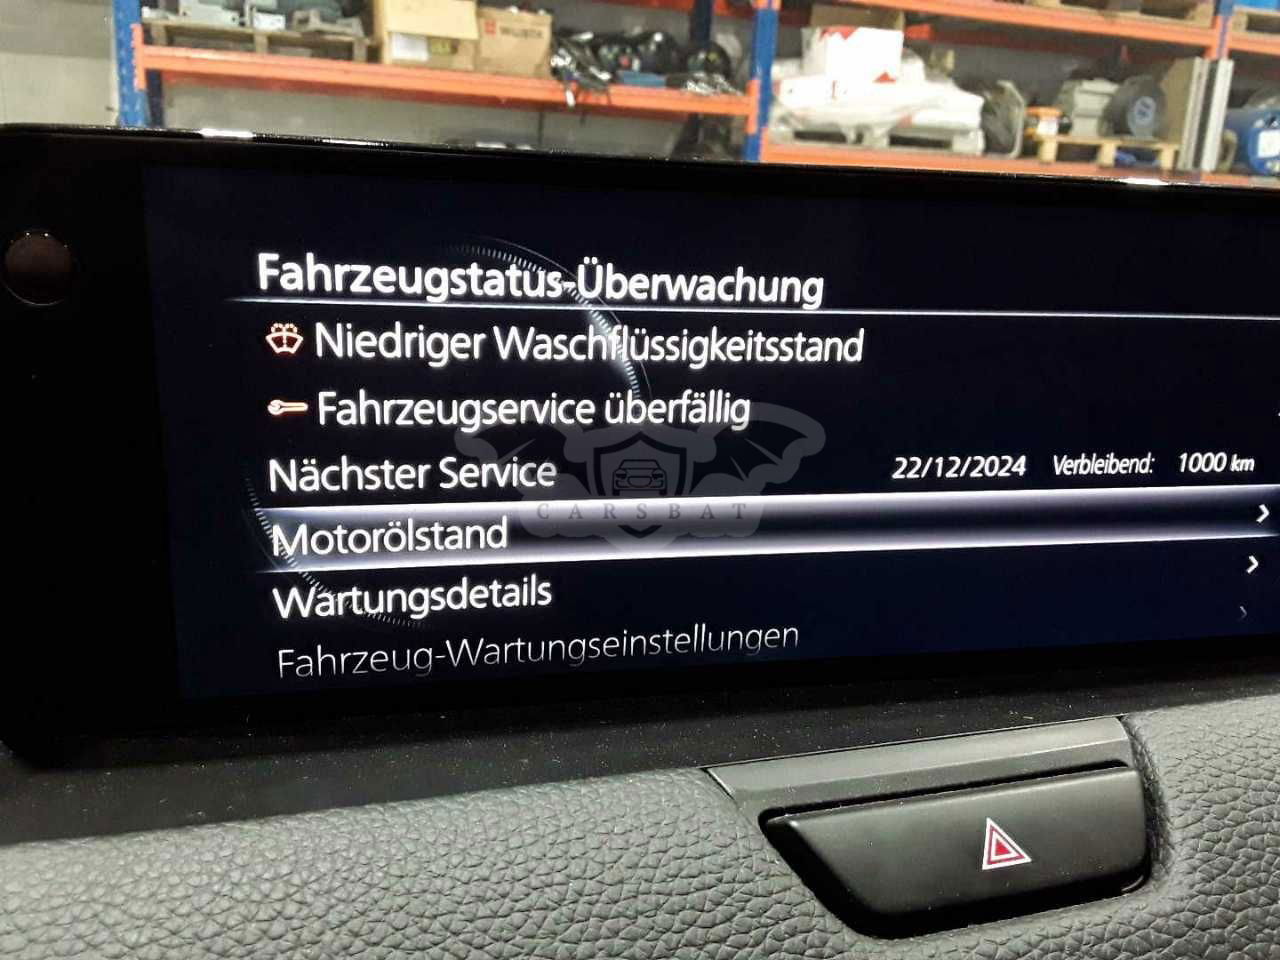 WÜRTH
Fahrzeugstatus-Überwachung
Niedriger Waschflüssigkeitsstand
Fahrzeugservice überfällig
Nächster Service 22/12/2024 Verbleibend: 1000 km
CARSBAT
Motorölstand
Wartungsdetails
Fahrzeug-Wartungseinstellungen